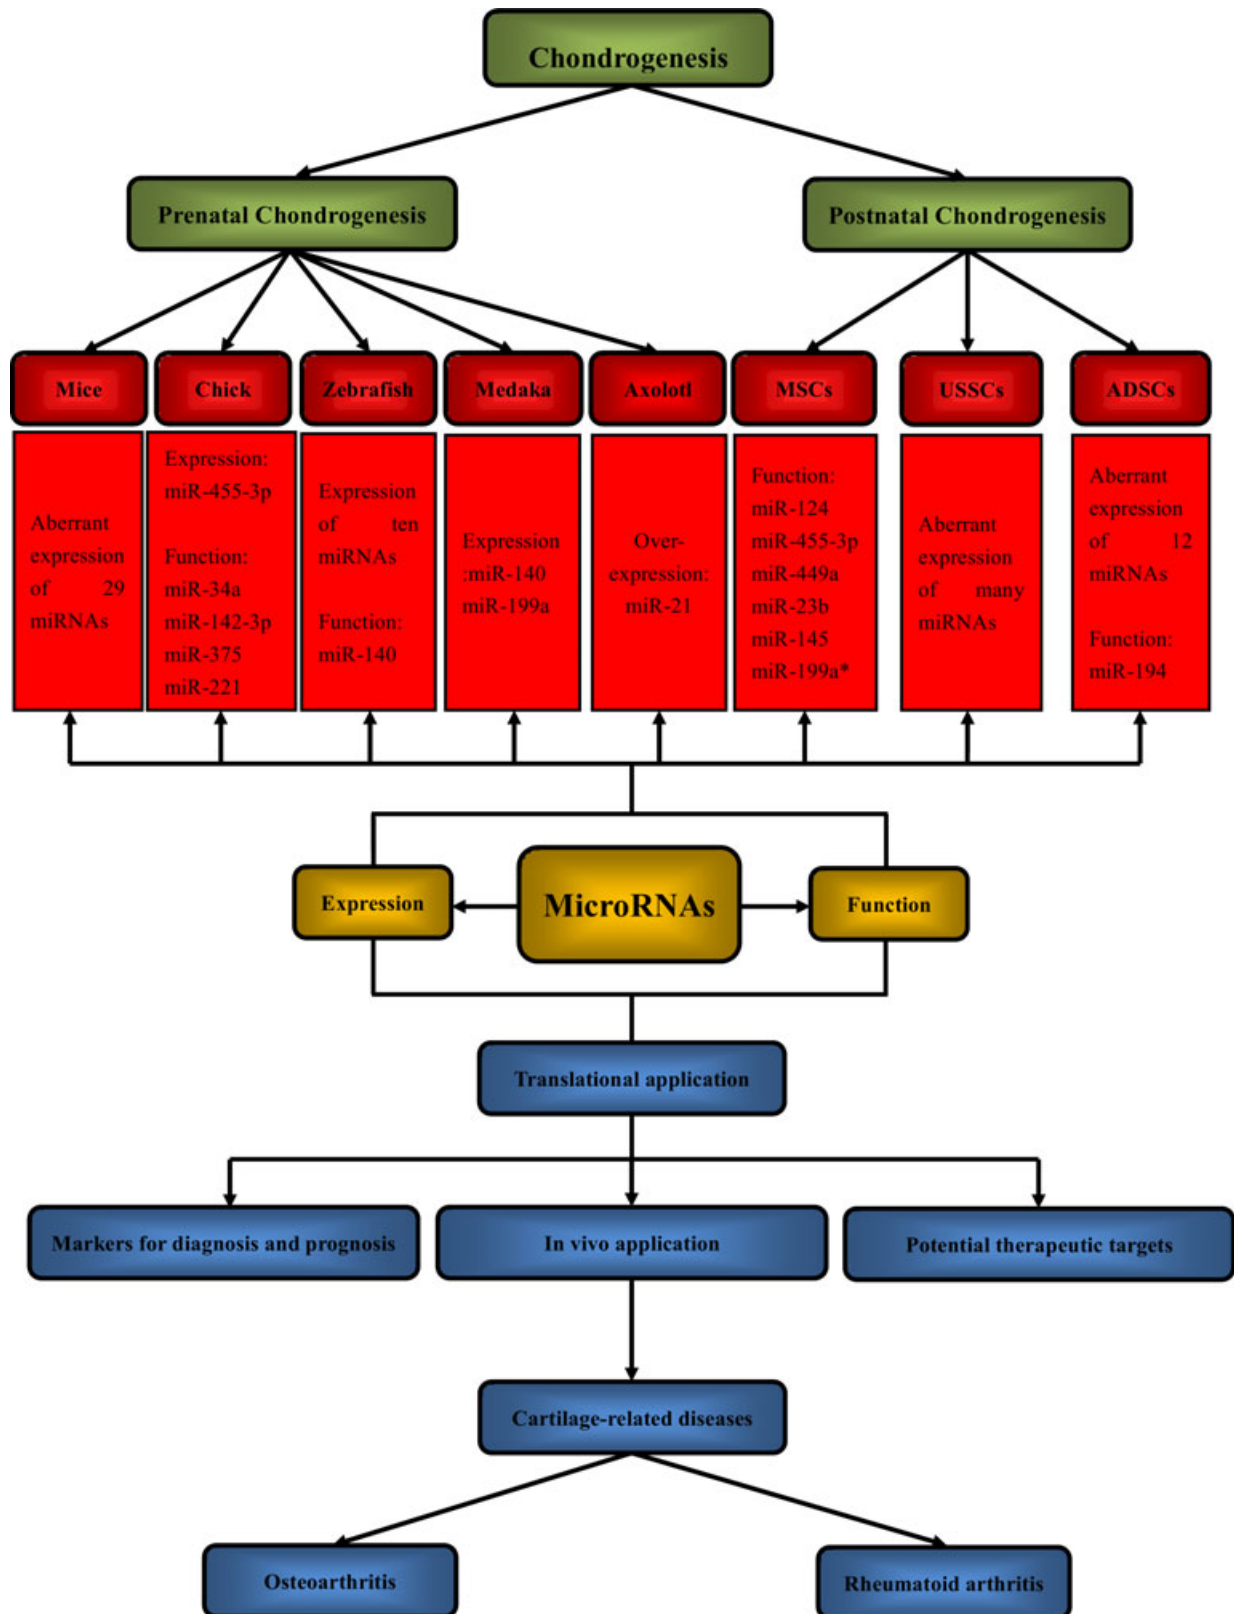 Chondrogenesis
Prenatal Chondrogenesis
Postnatal Chondrogenesis
Mice
Chick
Zebrafish
Medaka
Axolotl
MSCs
USSCs
ADSCs
Aberrant
expression
of 29
miRNAs
Expression:
miR-455-3p
Function:
miR-34a
miR-142-3p
miR-375
miR-221
Expression
of ten
miRNAs
Function:
miR-140
Expression
:miR-140
miR-199a
Over-
expression:
miR-21
Function:
miR-124
miR-455-3p
miR-449a
miR-23b
miR-145
miR-199a*
Aberrant
expression
of many
miRNAs
Aberrant
expression
of 12
miRNAs
Function:
miR-194
Expression
MicroRNAs
Function
Translational application
Markers for diagnosis and prognosis
In vivo application
Potential therapeutic targets
Cartilage-related diseases
Osteoarthritis
Rheumatoid arthritis